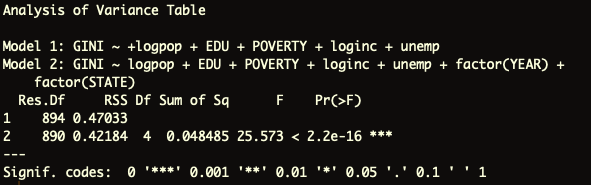 Analysis of Variance Table
Model 1: GINI ~ +logpop + EDU + POVERTY + loginc + unemp
Model 2: GINI ~ logpop + EDU + POVERTY + loginc + unemp + factor(YEAR) +
factor(STATE)
Res.Df RSS Df Sum of Sq F Pr(>F)
1 894 0.47033
2 890 0.42184 4 0.048485 25.573 < 2.2e-16 ***
---
Signif. codes: 0 '***' 0.001 '**' 0.01 '*' 0.05 '.' 0.1 ' ' 1